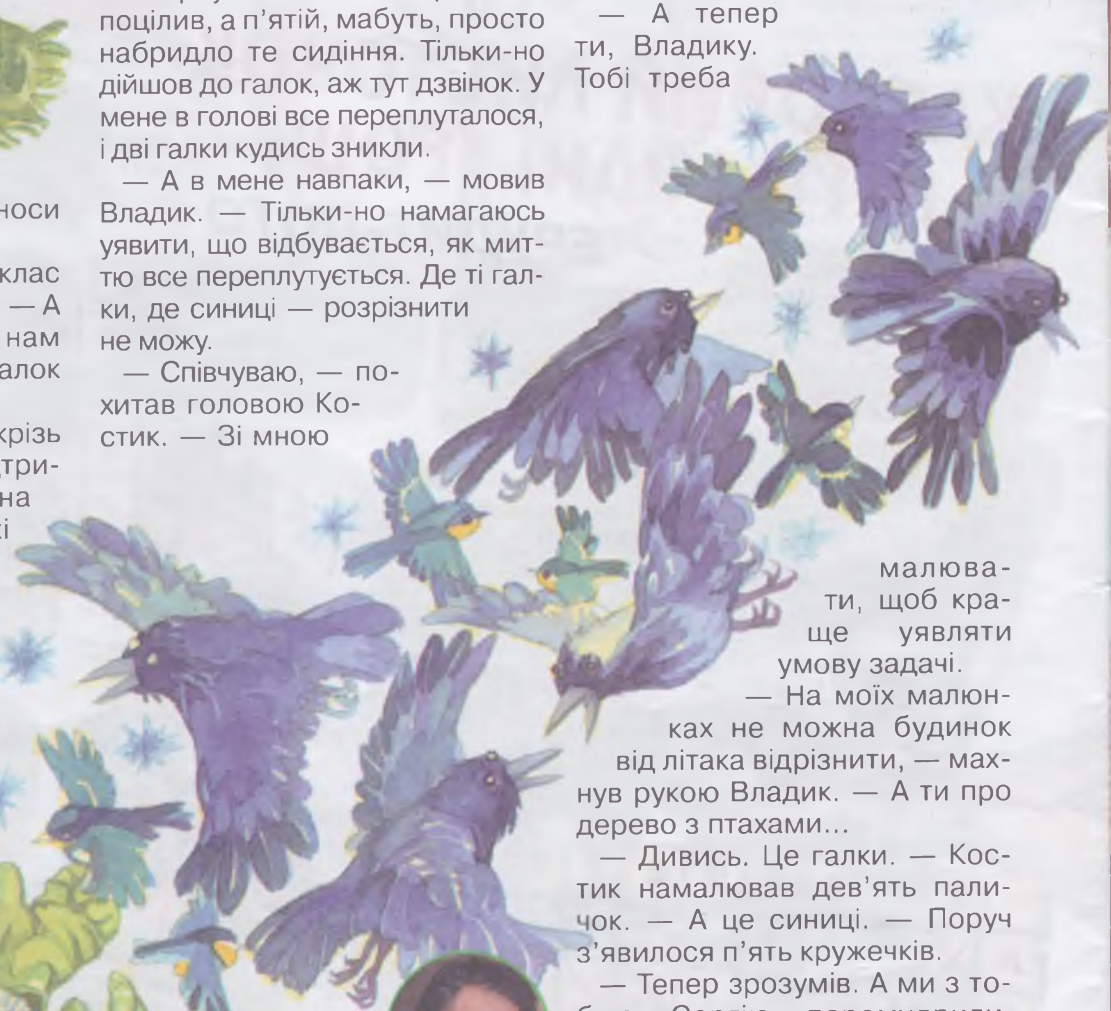 носи
клас
— А
нам
алок
крізь
три-
на
поцілив, а п'ятій, мабуть, просто
набридло те сидіння. Тільки-но
дійшов до галок, аж тут дзвінок. У
мене в голові все переплуталося,
і дві галки кудись зникли.
— А в мене навпаки, — мовив
Владик. — Тільки-но намагаюсь
уявити, що відбувається, як мит-
тю все переплутується. Де ті гал-
ки, де синиці — розрізнити
не можу.
— Співчуваю, — по-
хитав головою Ко-
стик. — Зі мною
— А тепер
ти, Владику.
Тобі треба
малюва-
ти, щоб кра-
ще уявляти
умову задачі.
— На моїх малюн-
ках не можна будинок
від літака відрізнити, — мах-
нув рукою Владик. — А ти про
дерево з птахами...
— Дивись. Це галки. — Кос-
тик намалював дев'ять пали-
чок. — А це синиці. — Поруч
з'явилося п'ять кружечків.
— Тепер зрозумів. А ми з то-